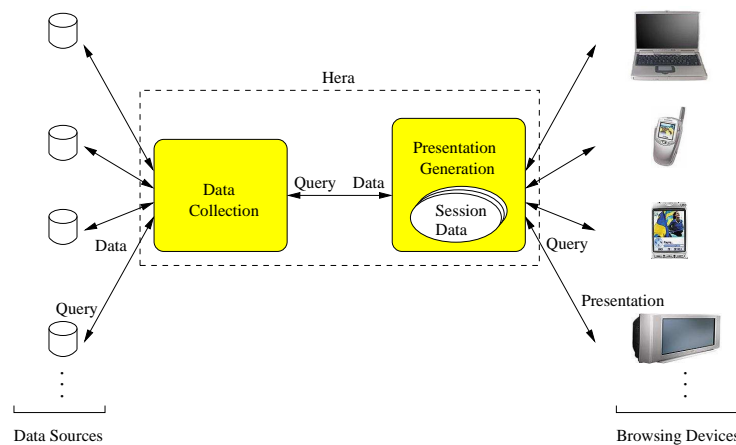 Hera
Data
Collection
Query
Data
Presentation
Generation
Session
Data
Data
Query
Query
Presentation
Data Sources
Browsing Devices